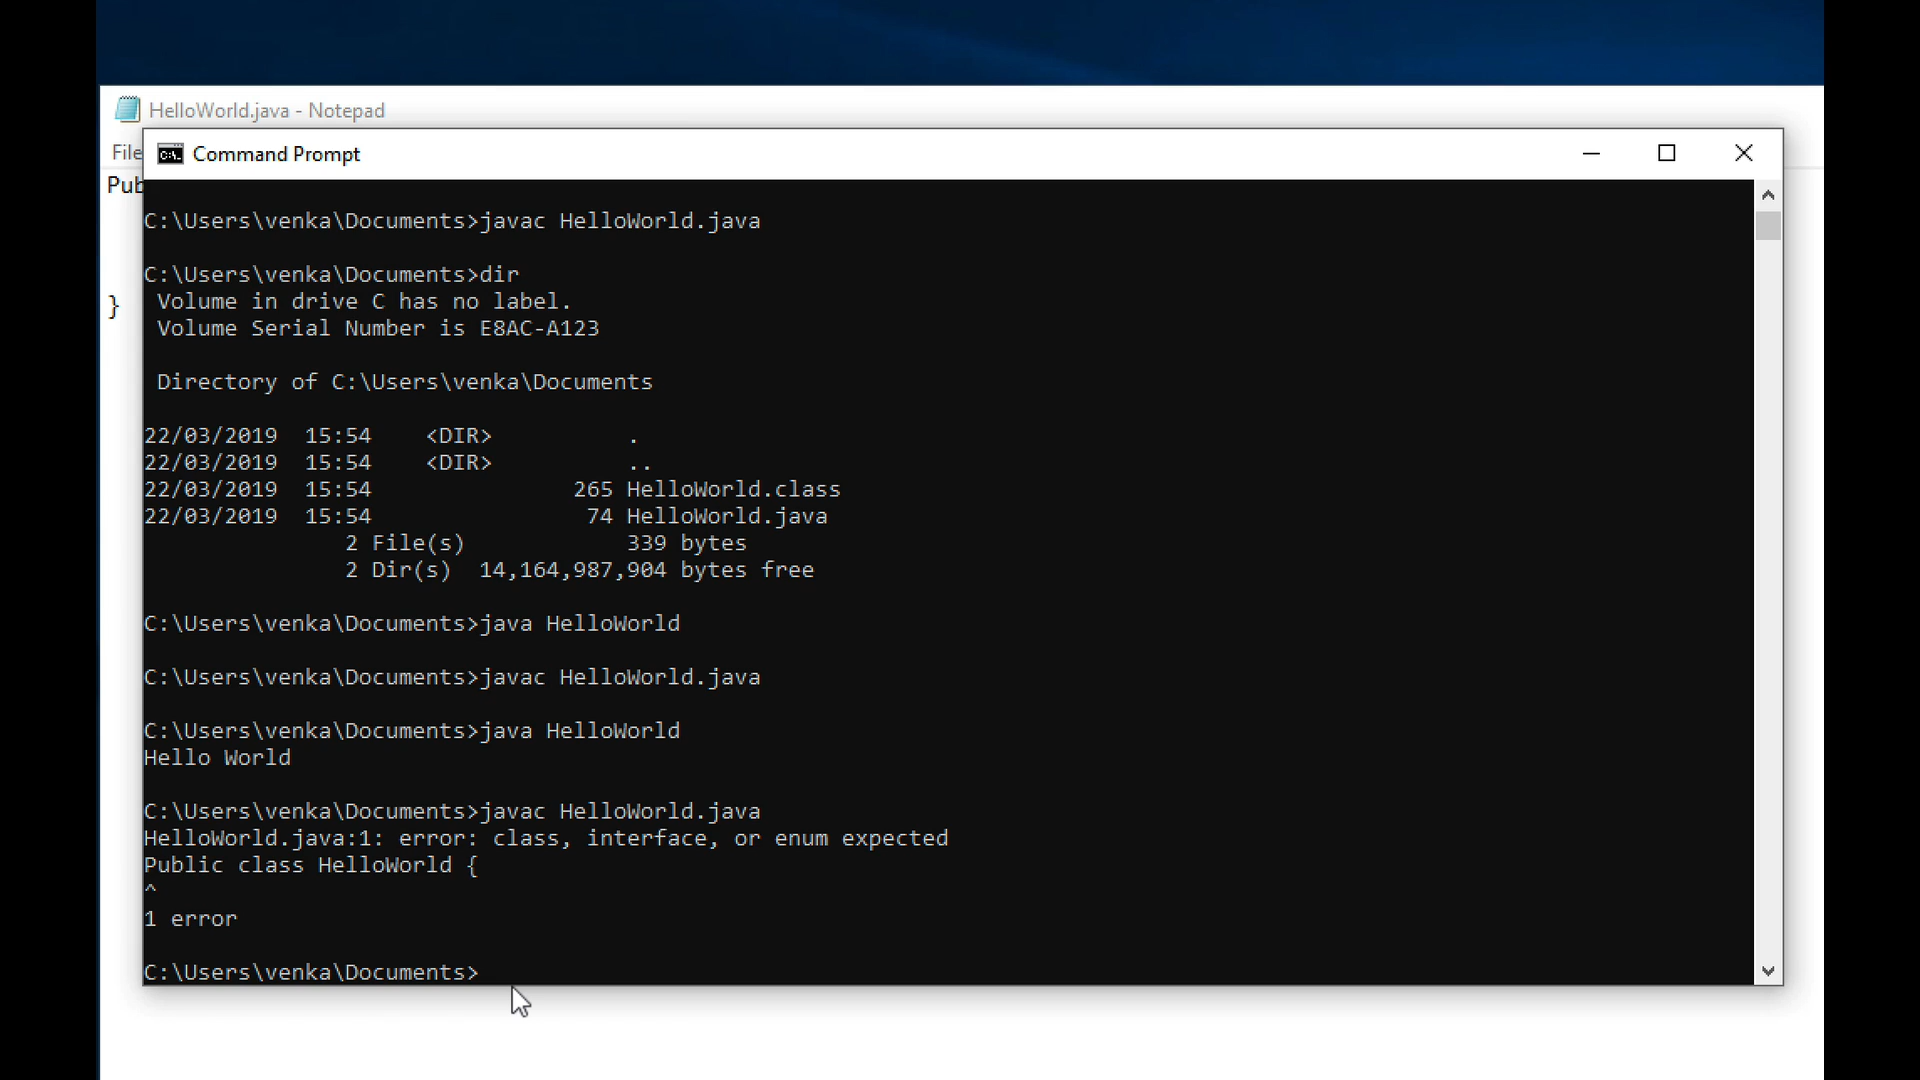 HelloWorld.java - Notepad
File
Command Prompt
Pub
}
C:\Users\venka\Documents>javac HelloWorld.java
C:\Users\venka\Documents>dir
Volume in drive C has no label.
Volume Serial Number is E8AC-A123
Directory of C:\Users\venka\Documents
22/03/2019  15:54    <DIR>          .
22/03/2019  15:54    <DIR>          ..
22/03/2019  15:54               265 HelloWorld.class
22/03/2019  15:54                74 HelloWorld.java
2 File(s)            339 bytes
2 Dir(s)  14,164,987,904 bytes free
C:\Users\venka\Documents>java HelloWorld
C:\Users\venka\Documents>javac HelloWorld.java
C:\Users\venka\Documents>java HelloWorld
Hello World
C:\Users\venka\Documents>javac HelloWorld.java
HelloWorld.java:1: error: class, interface, or enum expected
Public class HelloWorld {
^
1 error
C:\Users\venka\Documents>